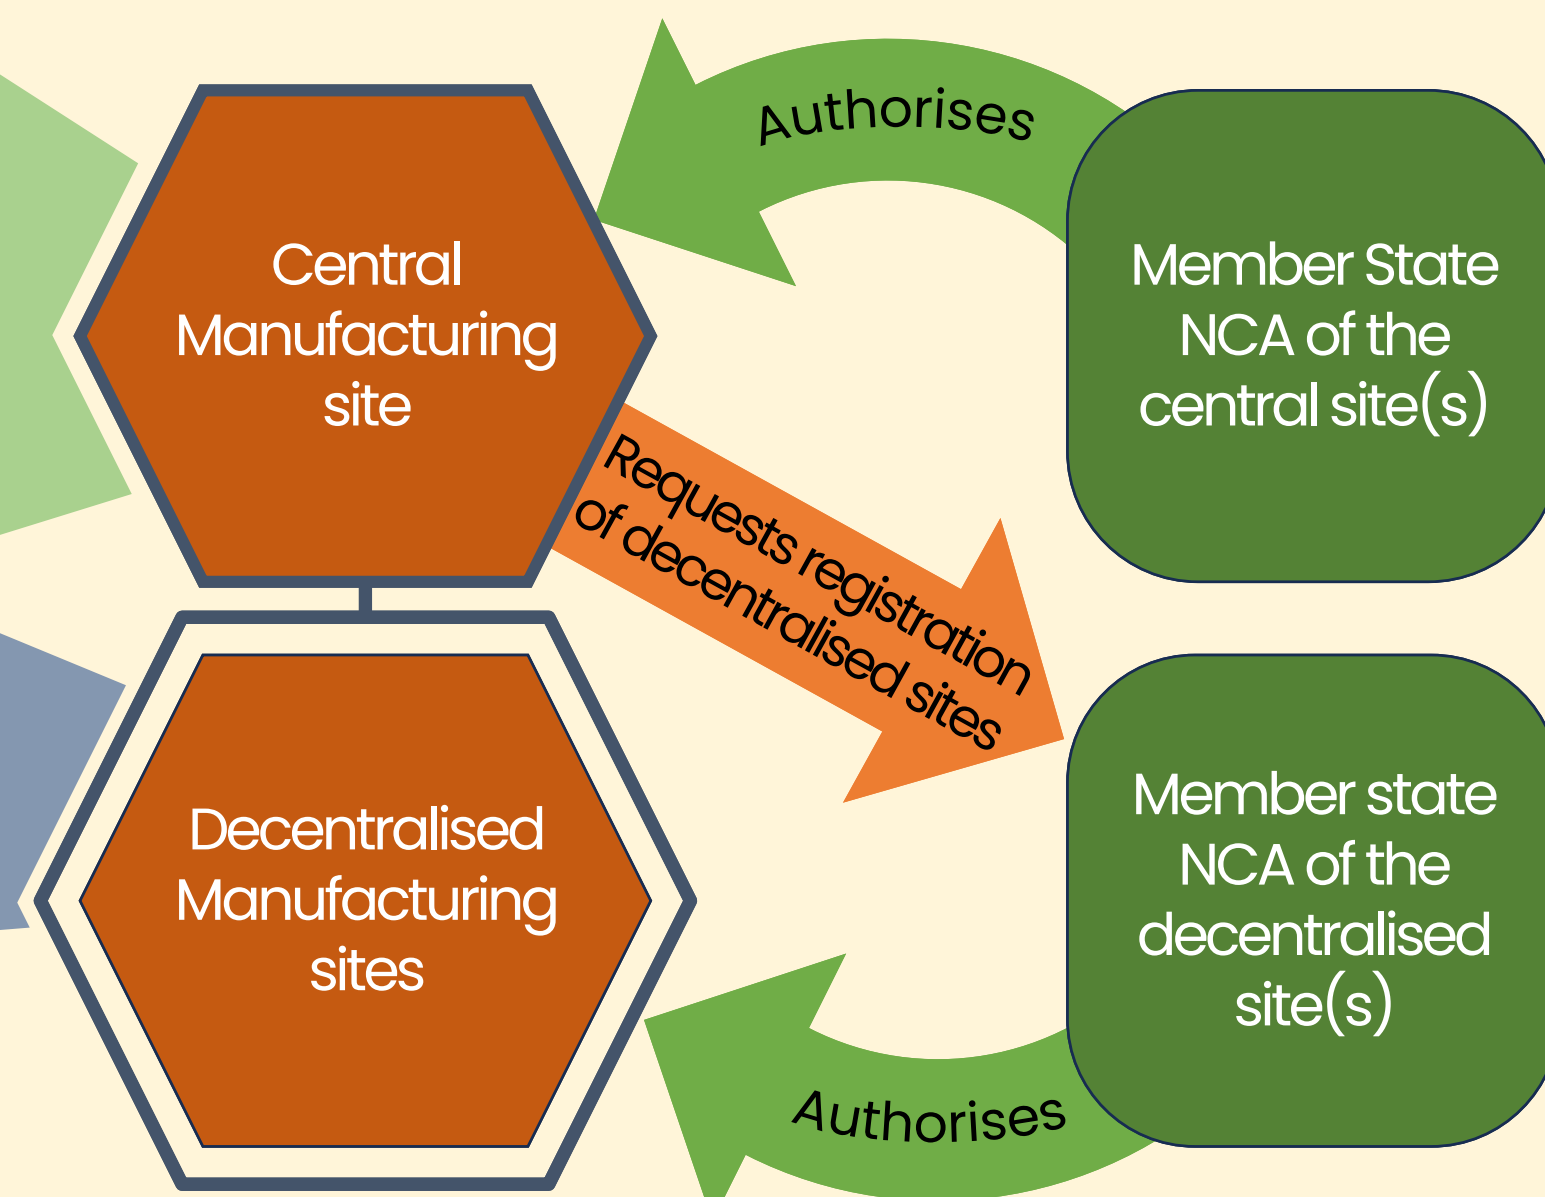 Authorises
Central
Manufacturing
site
Member State
NCA of the
central site(s)
Requests registration
of decentralised sites
Decentralised
Manufacturing
sites
Member state
NCA of the
decentralised
site(s)
Authorises